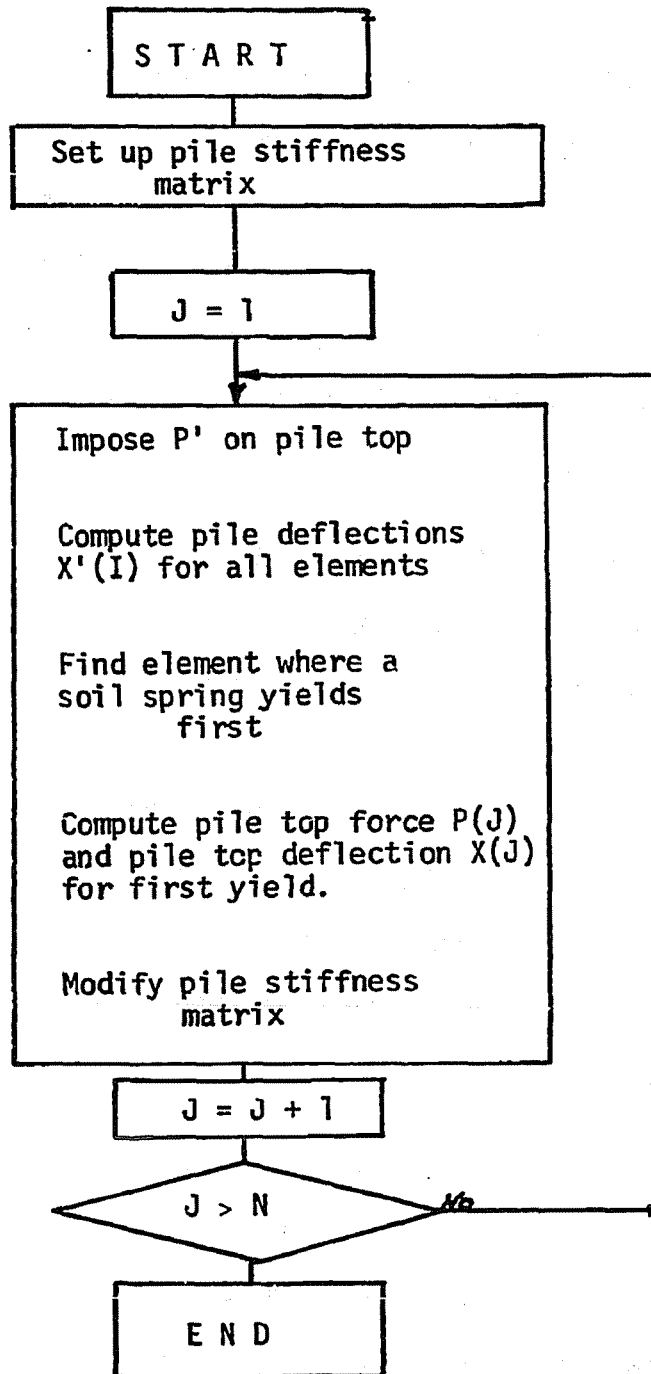 S T A R T
Set up pile stiffness
matrix
J = 1
Impose P' on pile top
Compute pile deflections
X'(I) for all elements
Find element where a
soil spring yields
first
Compute pile top force P(J)
and pile top deflection X(J)
for first yield.
Modify pile stiffness
matrix
J = J + 1
J > N
No
E N D